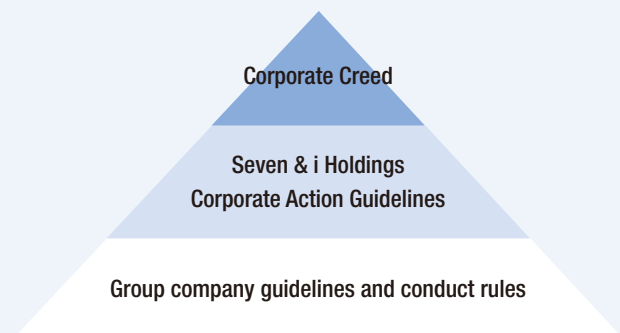 Corporate Creed
Seven & i Holdings
Corporate Action Guidelines
Group company guidelines and conduct rules